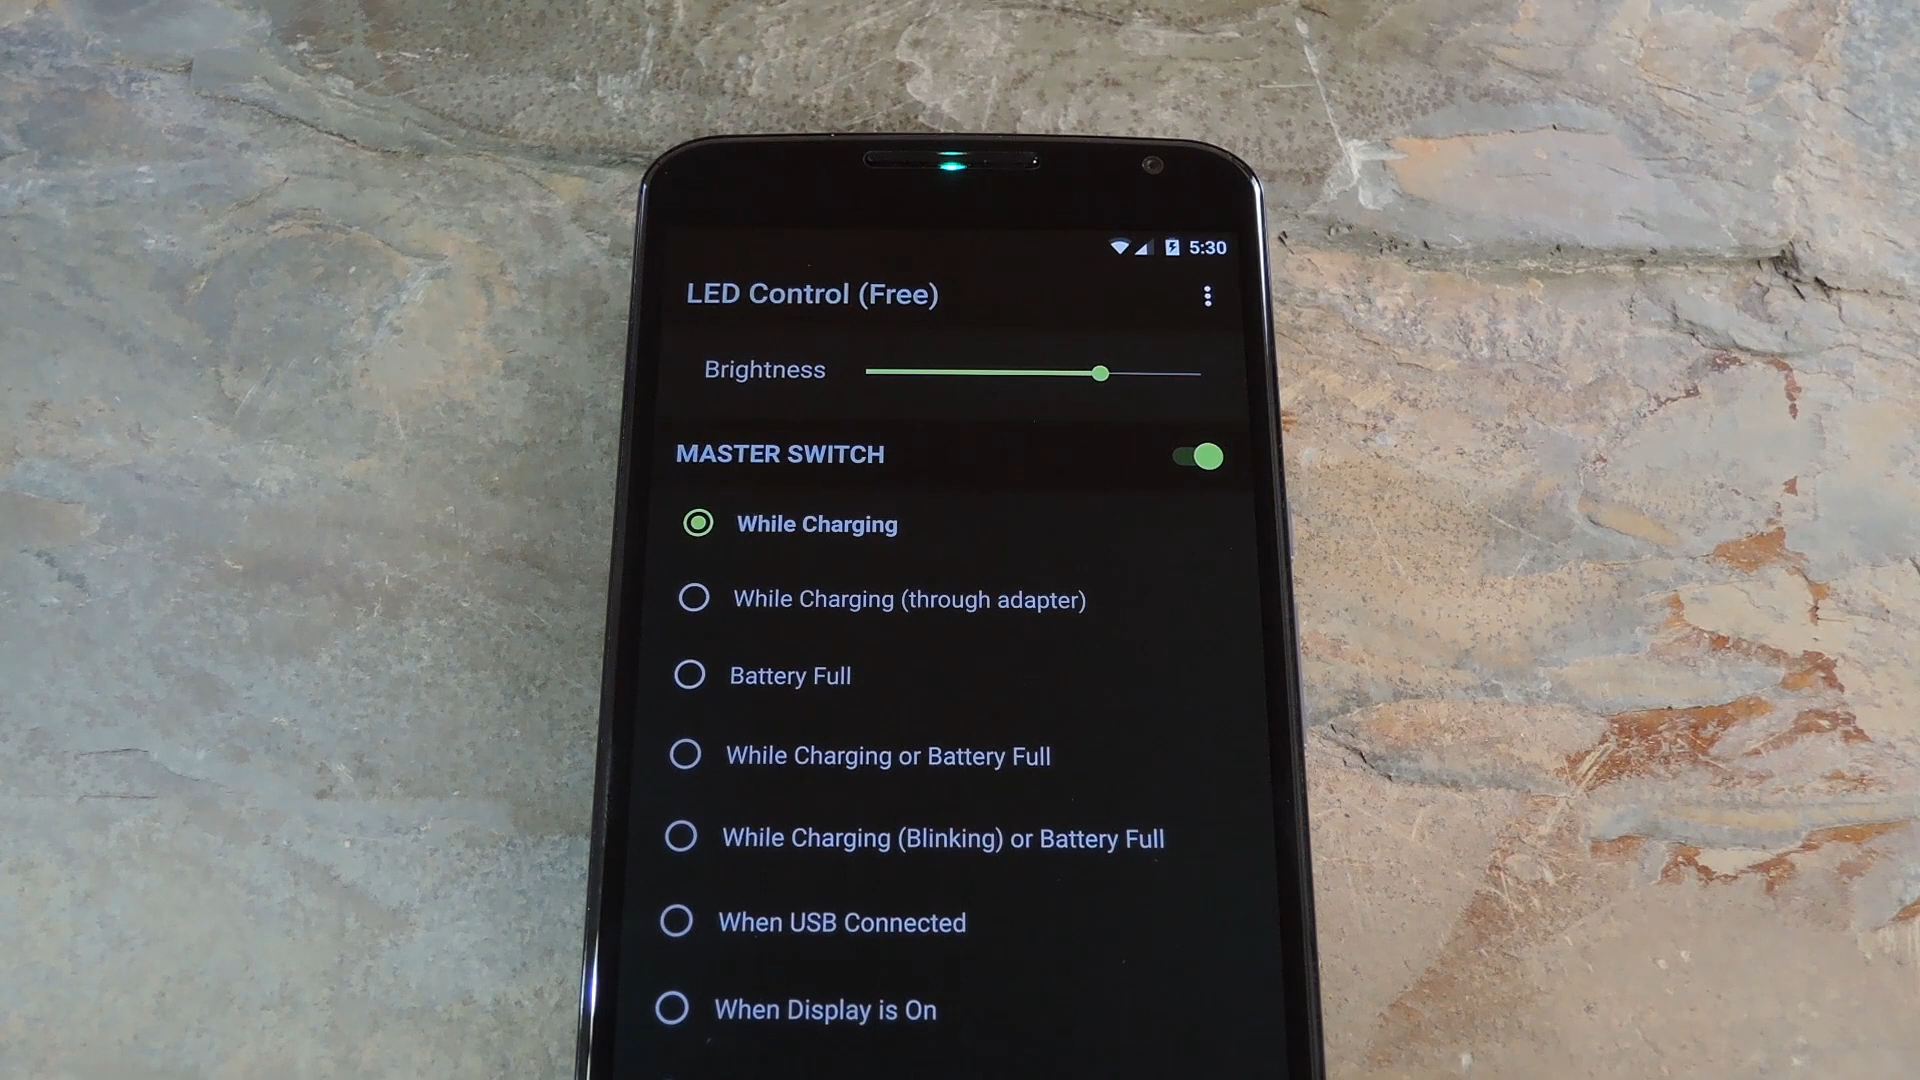 5:30
LED Control (Free)
Brightness
MASTER SWITCH
While Charging
While Charging (through adapter)
Battery Full
While Charging or Battery Full
While Charging (Blinking) or Battery Full
When USB Connected
When Display is On